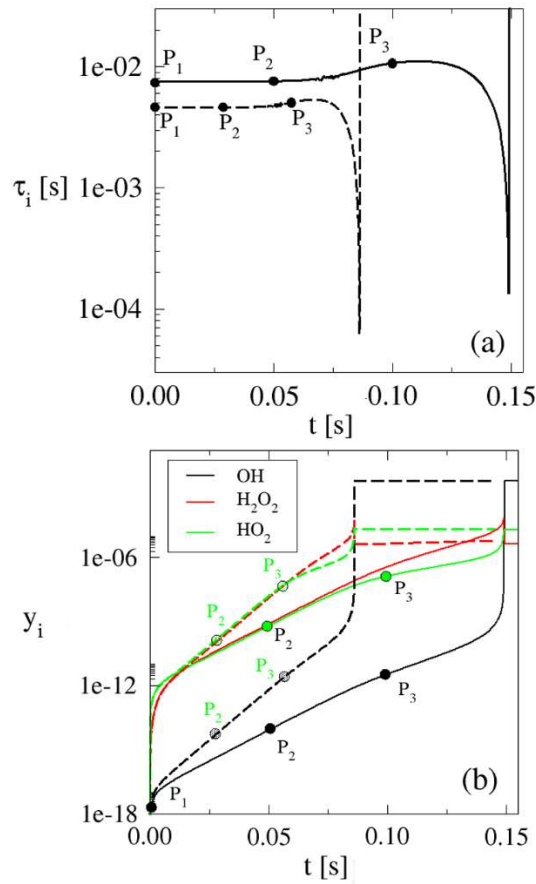 P1
P2
P3
P1
P2
P3
1e-02
1e-03
1e-04
τi [s]
0.00
0.05
0.10
0.15
t [s]
(a)
OH
H2O2
HO2
1e-06
1e-12
1e-18
yi
P2
P3
P2
P3
P2
P3
P2
P3
P1
0.00
0.05
0.10
0.15
t [s]
(b)